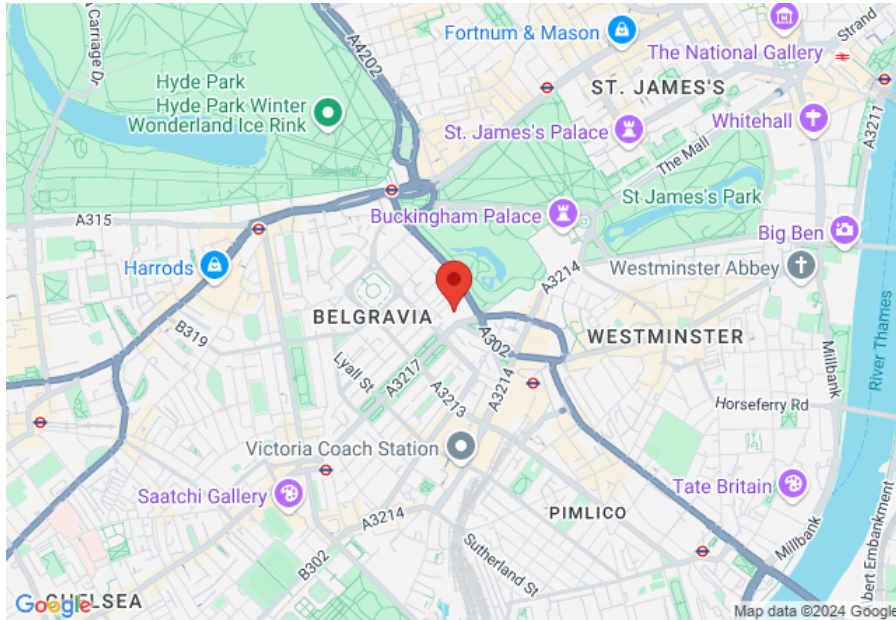 Carriage Dr
A4202
Fortnum & Mason
Strand
The National Gallery
Hyde Park
Hyde Park Winter
Wonderland Ice Rink
ST. JAMES'S
St. James's Palace
Whitehall
A3211
The Mall
St James's Park
A315
Buckingham Palace
Big Ben
Harrods
A3214
Westminster Abbey
BELGRAVIA
B319
A302
WESTMINSTER
Lyall St
A3217
A3213
A3214
Millbank
River Thames
Horseferry Rd
Victoria Coach Station
Saatchi Gallery
Tate Britain
A3214
PIMLICO
B302
Sutherland St
Millbank
Embankment
Google
Map data ©2024 Google